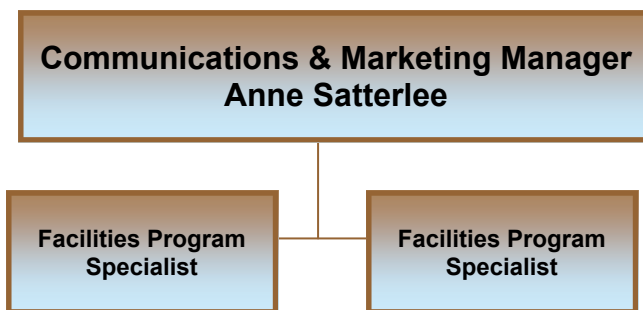 Communications & Marketing Manager
Anne Satterlee
Facilities Program
Specialist
Facilities Program
Specialist